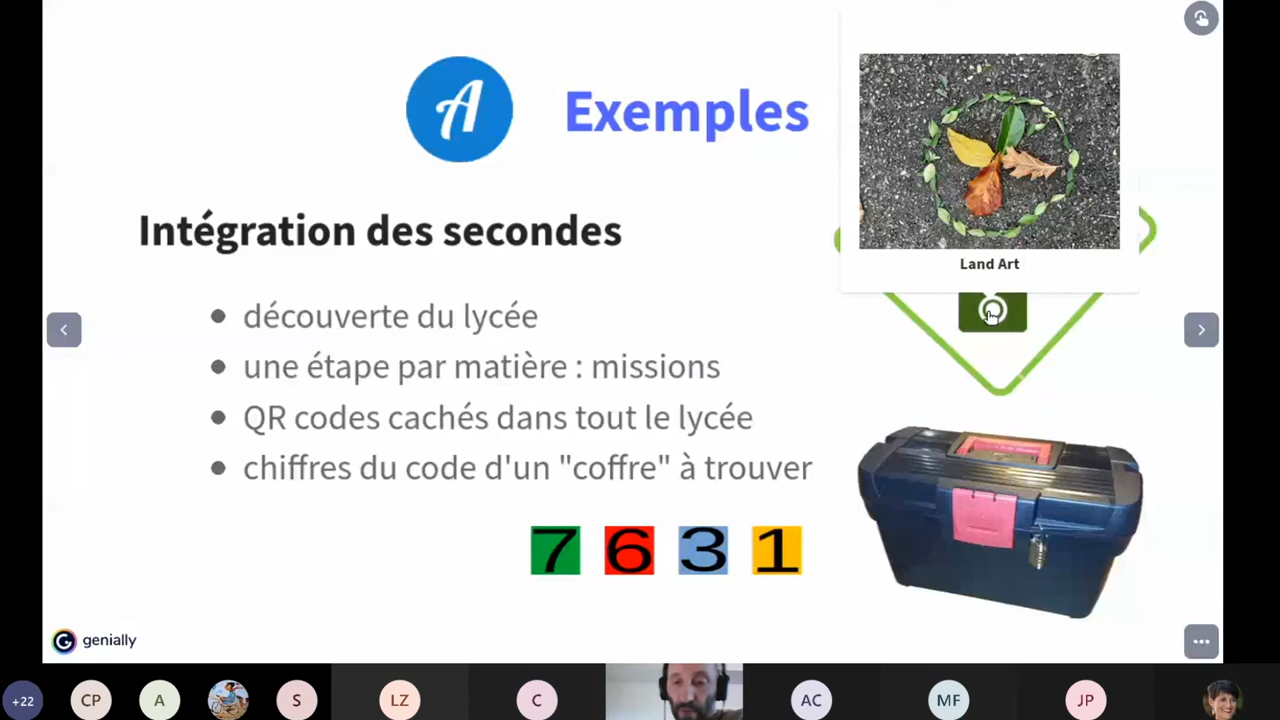 A
Exemples
Land Art
Intégration des secondes
découverte du lycée
une étape par matière : missions
QR codes cachés dans tout le lycée
chiffres du code d'un "coffre" à trouver
7 6 3 1
genially
+22 CP A S LZ C AC MF JP